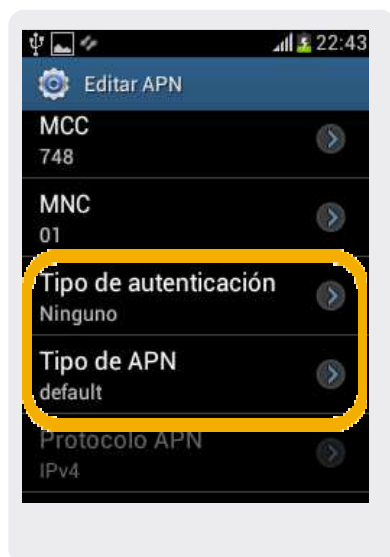 22:43
Editar APN
MCC
748
MNC
01
Tipo de autenticación
Ninguno
Tipo de APN
default
Protocolo APN
IPv4